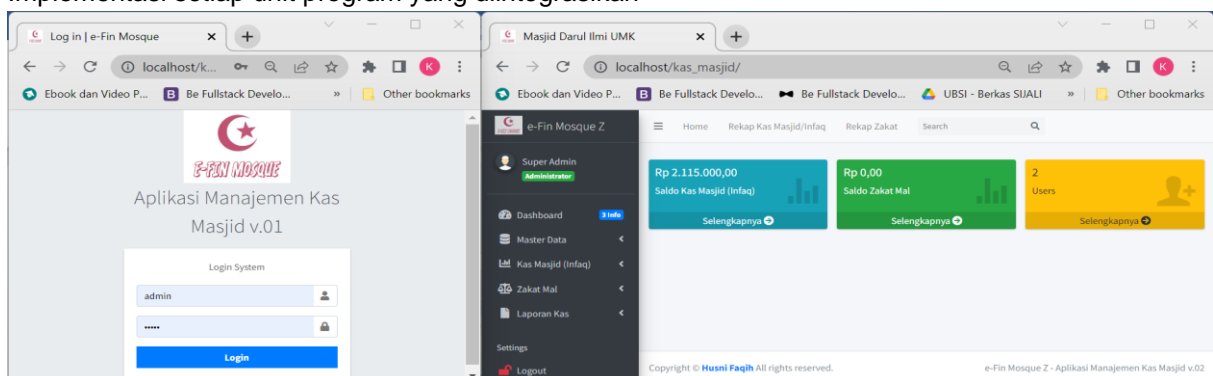 Implementasi setiap unit program yang diintegrasikan
Log in | e-Fin Mosque
localhost/k...
Ebook dan Video P...
B Be Fullstack Develo...
»
Other bookmarks
K
E-FIN MOSQUE
Aplikasi Manajemen Kas
Masjid v.01
Login System
admin
•••••
Login
Masjid Darul Ilmi UMK
localhost/kas_masjid/
K
Ebook dan Video P...
B Be Fullstack Develo...
Be Fullstack Develo...
UBSI - Berkas SIJALI
»
Other bookmarks
e-Fin Mosque Z
Home Rekap Kas Masjid/Infaq Rekap Zakat Search
Super Admin
Administrator
Dashboard 3 Info
Master Data
Kas Masjid (Infaq)
Zakat Mal
Laporan Kas
Settings
Logout
Rp 2.115.000,00
Saldo Kas Masjid (Infaq)
Selengkapnya
Rp 0,00
Saldo Zakat Mal
Selengkapnya
2
Users
Selengkapnya
Copyright © Husni Faqih All rights reserved.
e-Fin Mosque Z - Aplikasi Manajemen Kas Masjid v.02